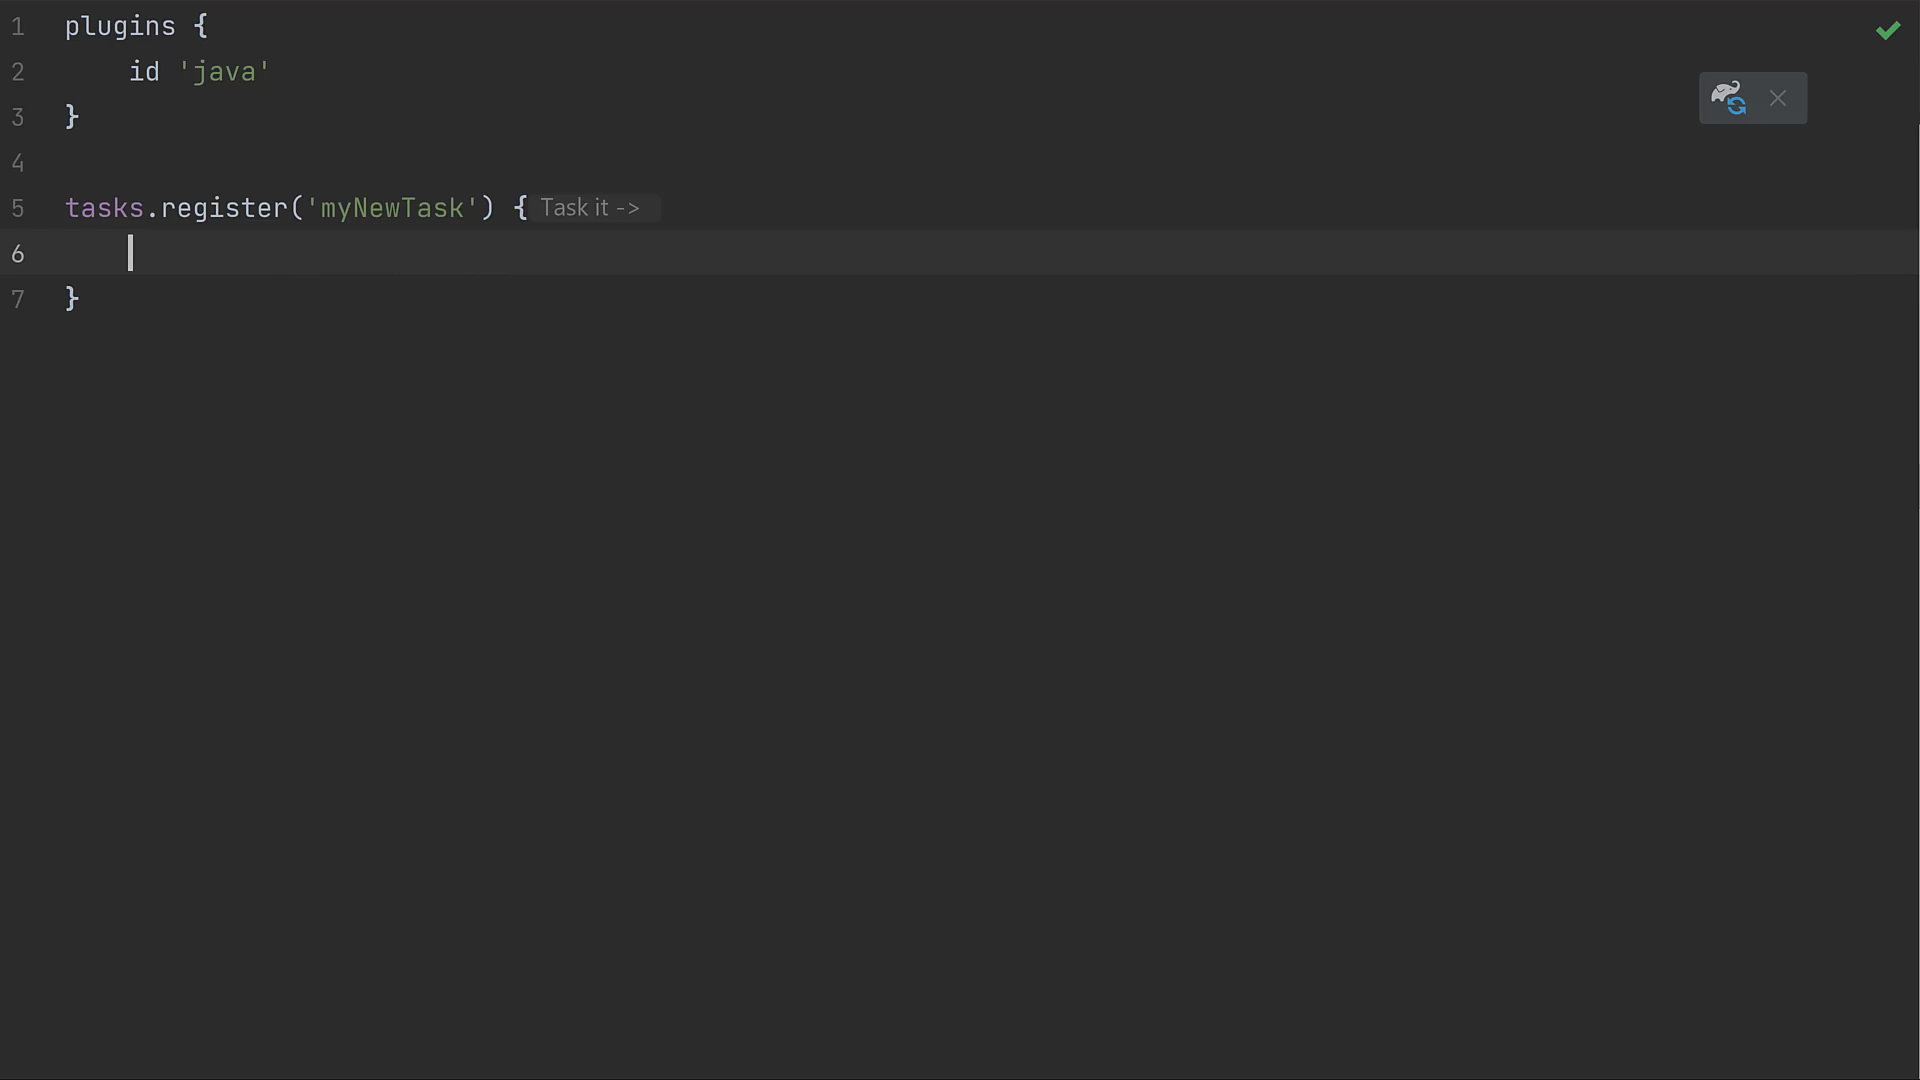 1 plugins {
2 id 'java'
3 }
4
5 tasks.register('myNewTask') { Task it ->
6
7 }